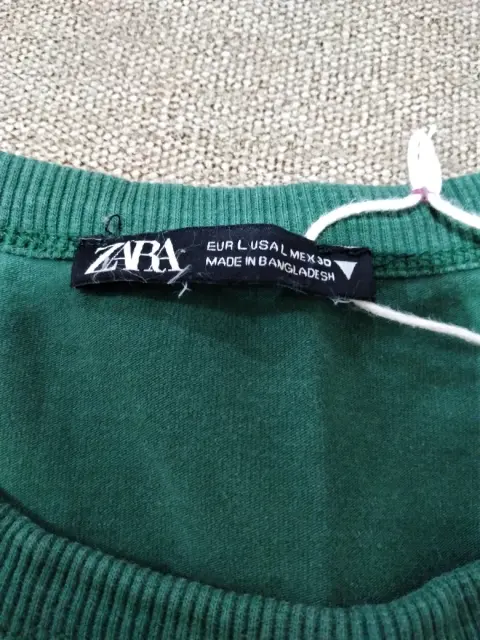 ZARA
EUR L USA L MEX 30
MADE IN BANGLADESH